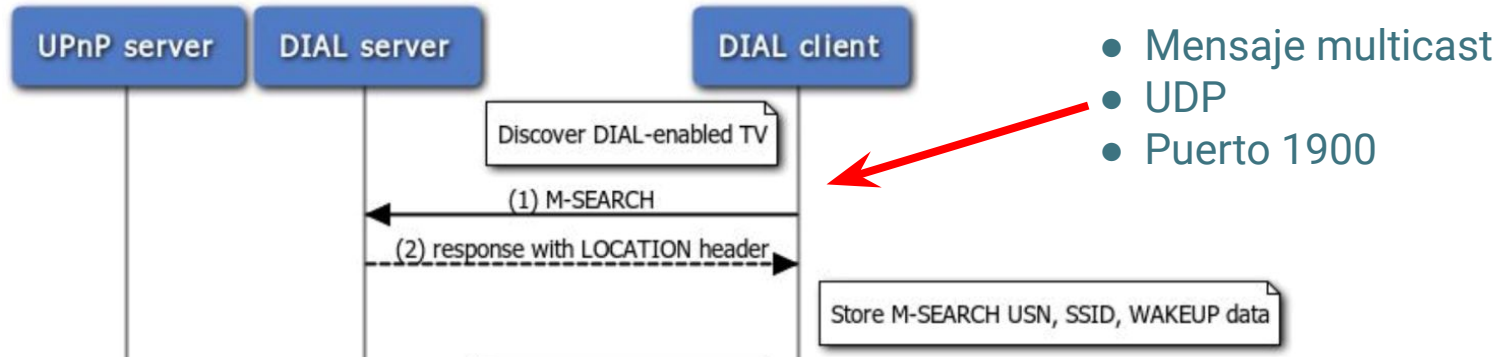 UPnP server
DIAL server
DIAL client
● Mensaje multicast
● UDP
● Puerto 1900
Discover DIAL-enabled TV
(1) M-SEARCH
(2) response with LOCATION header
Store M-SEARCH USN, SSID, WAKEUP data